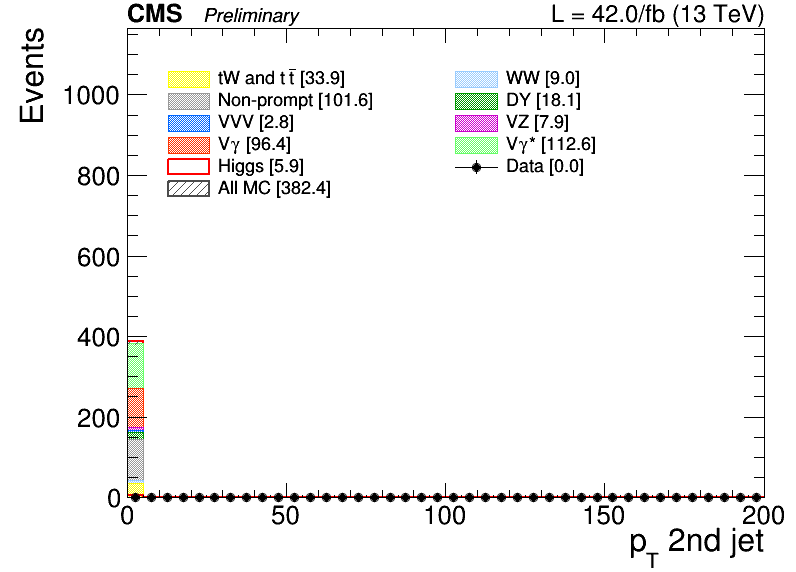 CMS Preliminary L = 42.0/fb (13 TeV)
Events
tW and t t̄ [33.9] WW [9.0]
Non-prompt [101.6] DY [18.1]
VVV [2.8] VZ [7.9]
Vγ [96.4] Vγ* [112.6]
Higgs [5.9] Data [0.0]
All MC [382.4]
1000
800
600
400
200
0
0 50 100 150 200
p_T 2nd jet